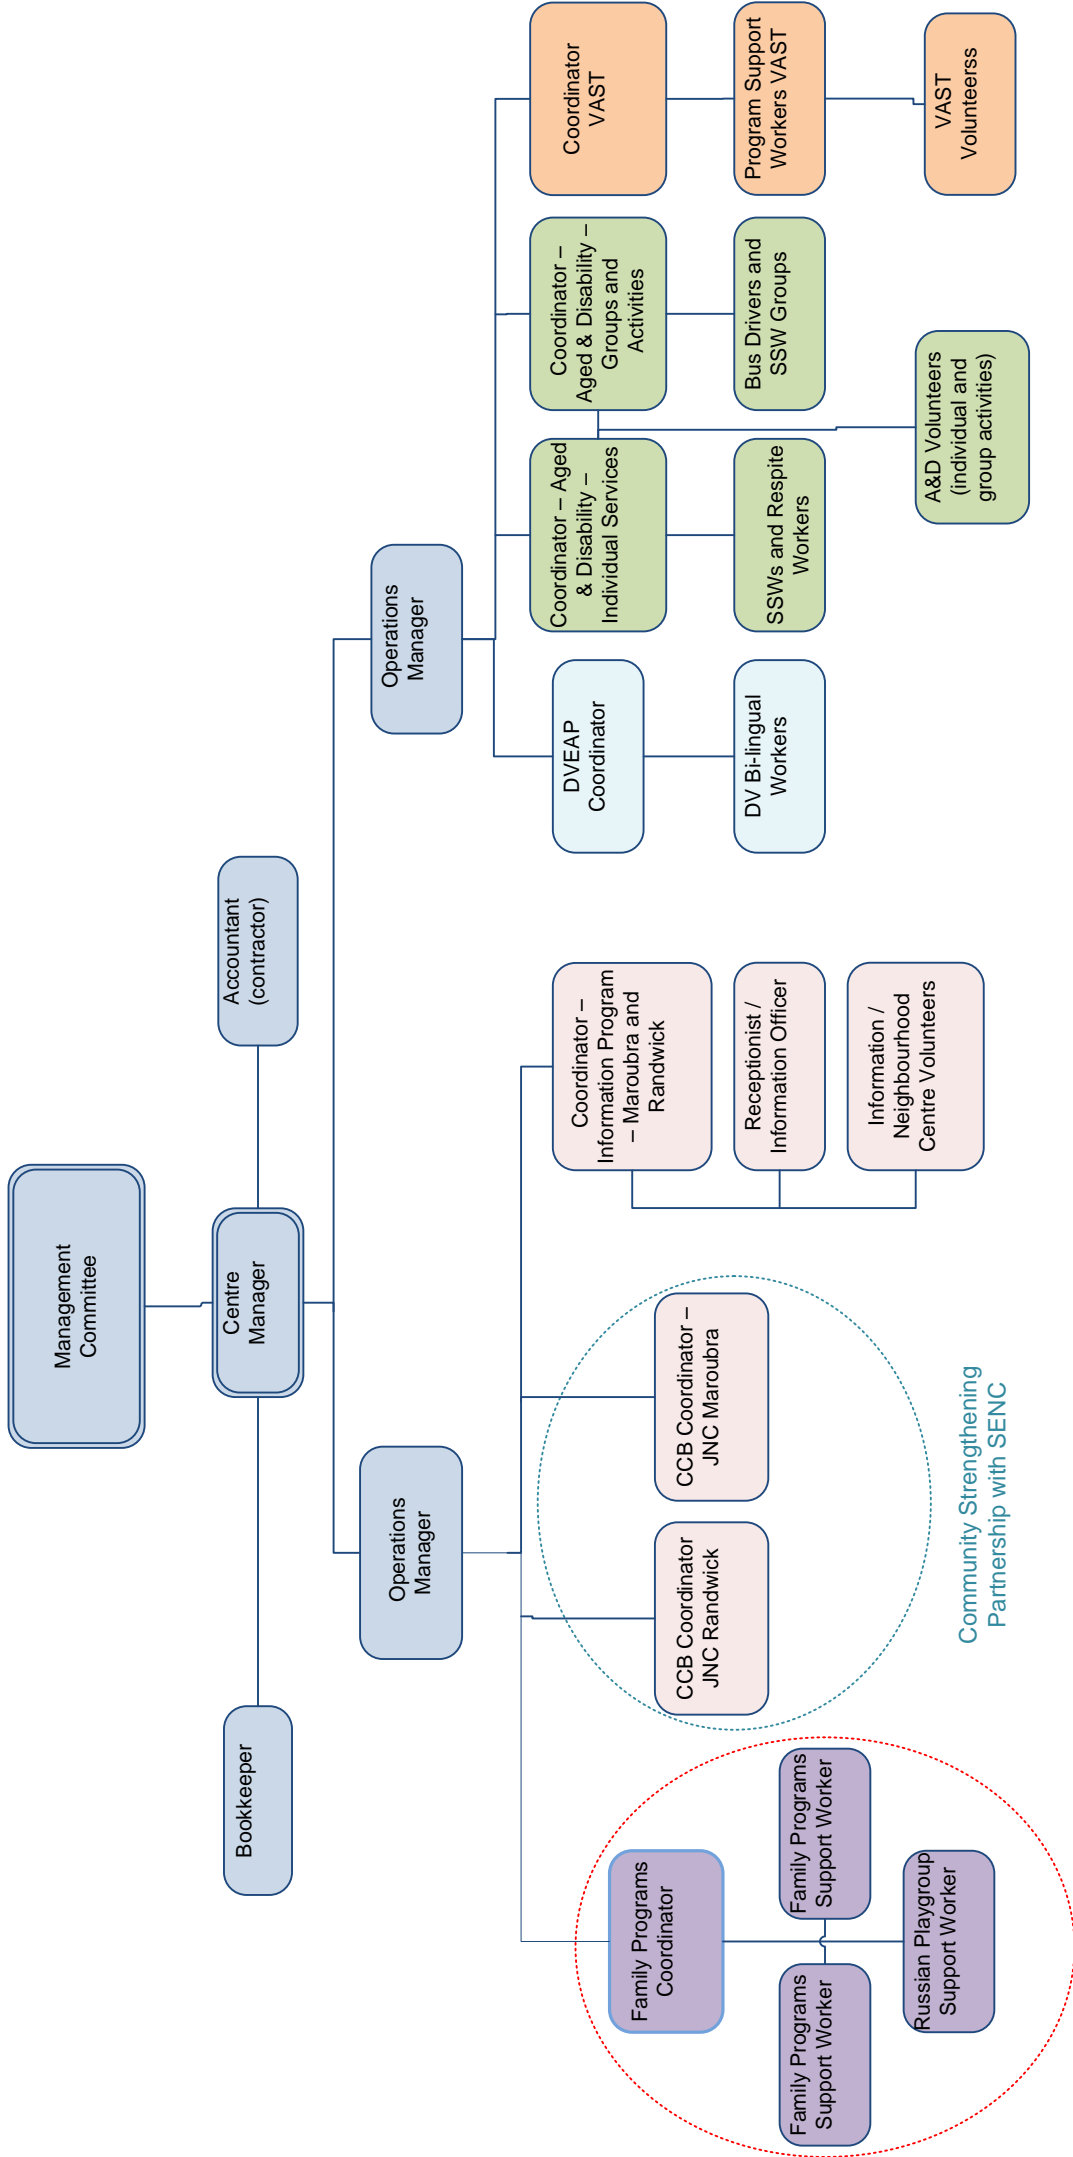 Management
Committee
Bookkeeper
Centre
Manager
Accountant
(contractor)
Operations
Manager
Operations
Manager
Family Programs
Coordinator
Family Programs
Support Worker
Family Programs
Support Worker
Russian Playgroup
Support Worker
CCB Coordinator
JNC Randwick
CCB Coordinator –
JNC Maroubra
Community Strengthening
Partnership with SENC
Coordinator –
Information Program
– Maroubra and
Randwick
Receptionist /
Information Officer
Information /
Neighbourhood
Centre Volunteers
DVEAP
Coordinator
DV Bi-lingual
Workers
Coordinator – Aged
& Disability –
Individual Services
SSWs and Respite
Workers
Coordinator –
Aged & Disability –
Groups and
Activities
Bus Drivers and
SSW Groups
A&D Volunteers
(individual and
group activities)
Coordinator
VAST
Program Support
Workers VAST
VAST
Volunteerss